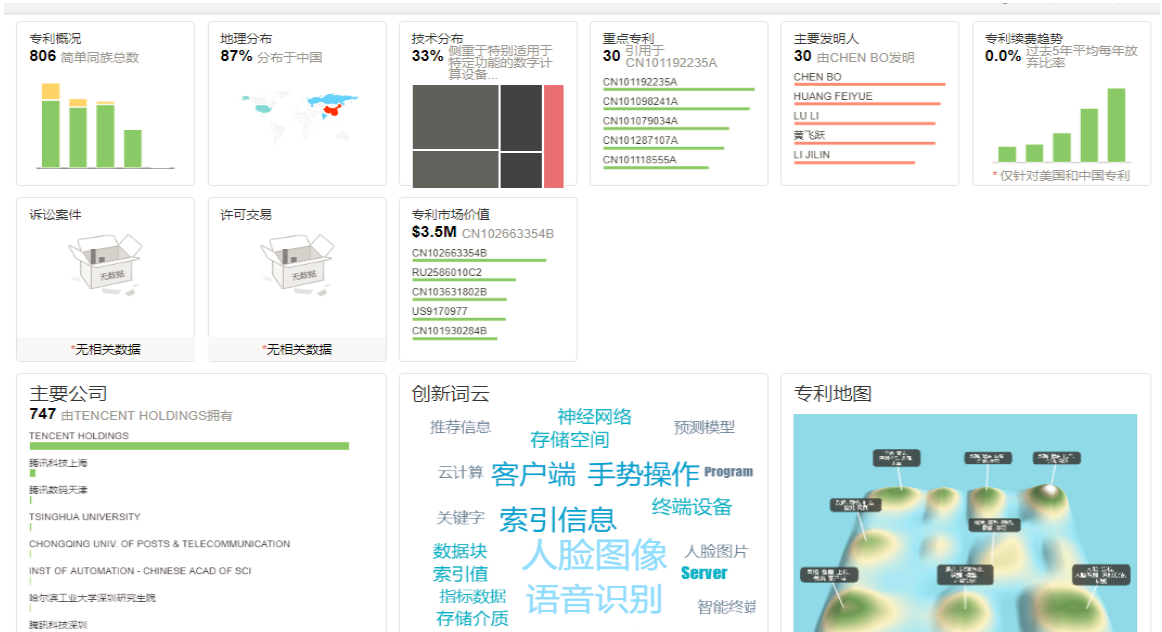 专利概况
806 简单同族总数
地理分布
87% 分布于中国
技术分布
33% 侧重于特别适用于
特定功能的数字计
算设备...
重点专利
30 引用于
CN101192235A
CN101192235A
CN101098241A
CN101079034A
CN101287107A
CN101118555A
主要发明人
30 由CHEN BO发明
CHEN BO
HUANG FEIYUE
LU LI
黄飞跃
LI JILIN
专利续费趋势
0.0% 过去5年平均每年放
弃比率
*仅针对美国和中国专利
诉讼案件
无数据
*无相关数据
许可交易
无数据
*无相关数据
专利市场价值
$3.5M CN102663354B
CN102663354B
RU2586010C2
CN103631802B
US9170977
CN101930284B
主要公司
747 由TENCENT HOLDINGS拥有
TENCENT HOLDINGS
腾讯科技上海
腾讯数码天津
TSINGHUA UNIVERSITY
CHONGQING UNIV. OF POSTS & TELECOMMUNICATION
INST OF AUTOMATION - CHINESE ACAD OF SCI
哈尔滨工业大学深圳研究生院
腾讯科技深圳
创新词云
推荐信息
神经网络
预测模型
存储空间
云计算
客户端
手势操作
Program
终端设备
关键字
索引信息
数据块
人脸图像
人脸图片
索引值
Server
指标数据
语音识别
智能终端
存储介质
专利地图